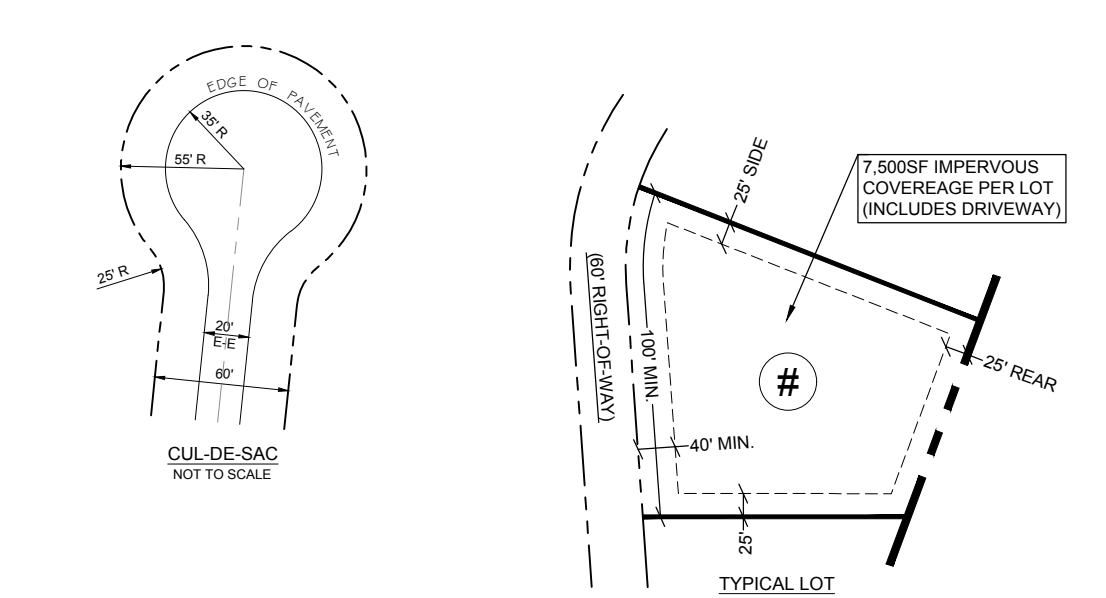 EDGE OF PAVEMENT
35' R
55' R
25' R
20'
E-E
60'
CUL-DE-SAC
NOT TO SCALE
25' SIDE
7,500SF IMPERVOUS
COVEREAGE PER LOT
(INCLUDES DRIVEWAY)
(60' RIGHT-OF-WAY)
100' MIN.
#
25' REAR
40' MIN.
25'
TYPICAL LOT